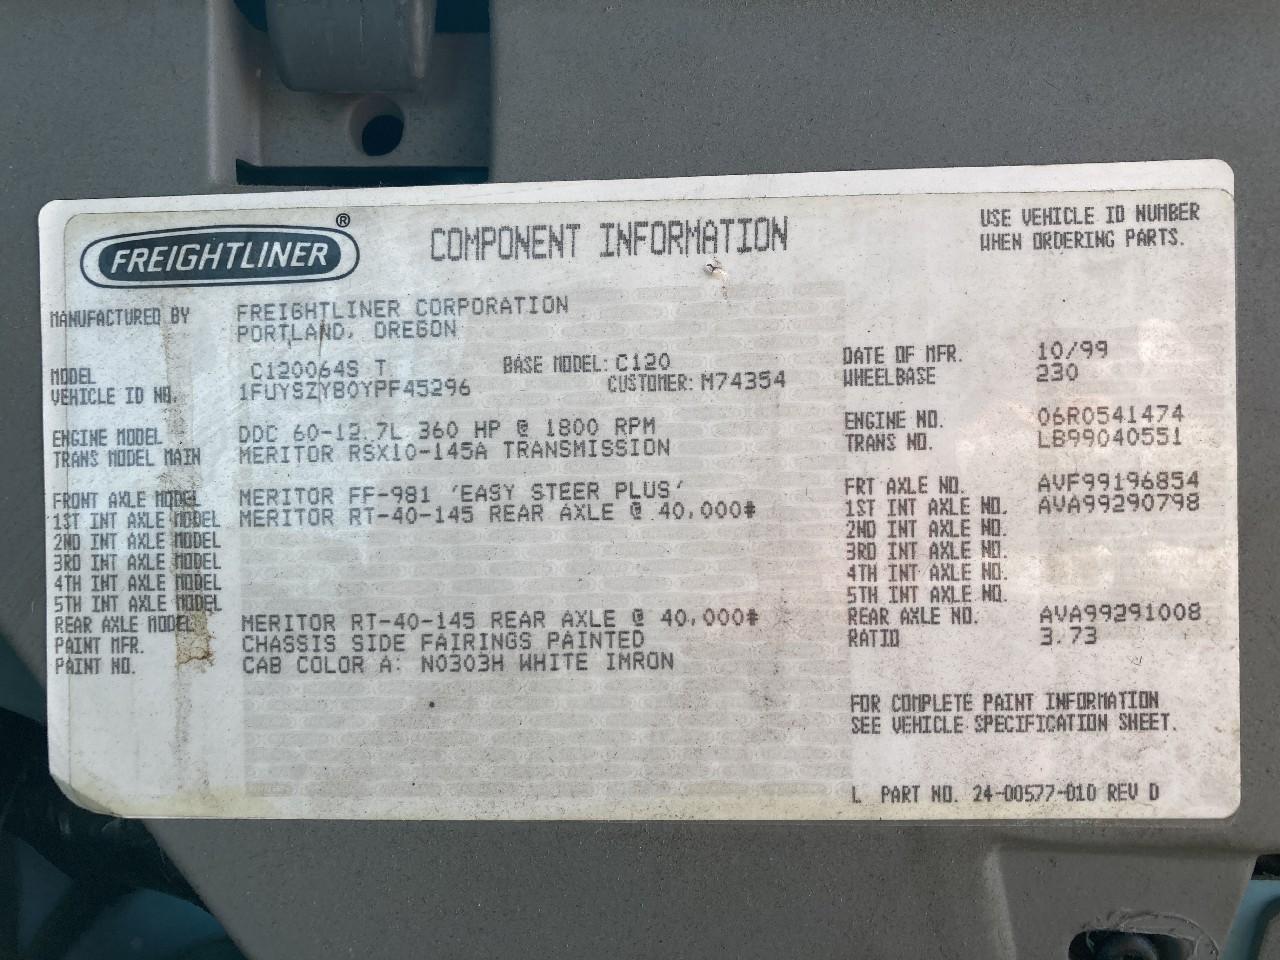 FREIGHTLINER ®
COMPONENT INFORMATION
USE VEHICLE ID NUMBER
WHEN ORDERING PARTS.
MANUFACTURED BY FREIGHTLINER CORPORATION
PORTLAND, OREGON
MODEL C120064S T BASE MODEL: C120 DATE OF MFR. 10/99
VEHICLE ID NO. 1FUYSZYB0YPF45296 CUSTOMER: M74354 WHEELBASE 230
ENGINE MODEL DDC 60-12.7L 360 HP @ 1800 RPM ENGINE NO. 06R0541474
TRANS MODEL MAIN MERITOR RSX10-145A TRANSMISSION TRANS NO. LB99040551
FRONT AXLE MODEL MERITOR FF-981 'EASY STEER PLUS' FRT AXLE NO. AVF99196854
1ST INT AXLE MODEL MERITOR RT-40-145 REAR AXLE @ 40,000# 1ST INT AXLE NO. AVA99290798
2ND INT AXLE MODEL 2ND INT AXLE NO.
3RD INT AXLE MODEL 3RD INT AXLE NO.
4TH INT AXLE MODEL 4TH INT AXLE NO.
5TH INT AXLE MODEL 5TH INT AXLE NO.
REAR AXLE MODEL MERITOR RT-40-145 REAR AXLE @ 40,000# REAR AXLE NO. AVA99291008
PAINT MFR. CHASSIS SIDE FAIRINGS PAINTED RATIO 3.73
PAINT NO. CAB COLOR A: N0303H WHITE IMRON
FOR COMPLETE PAINT INFORMATION
SEE VEHICLE SPECIFICATION SHEET.
L PART NO. 24-00577-010 REV D